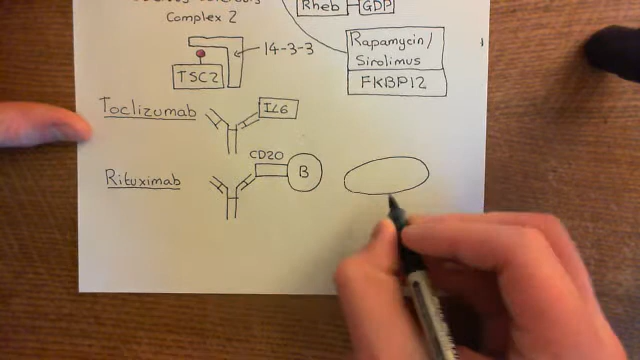 Complex 2
Rheb
GDP
14-3-3
TSC2
Rapamycin/
Sirolimus
FKBP12
Toclizumab
IL6
Rituximab
CD20
B